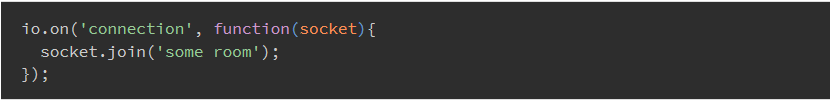 io.on('connection', function(socket){
  socket.join('some room');
});